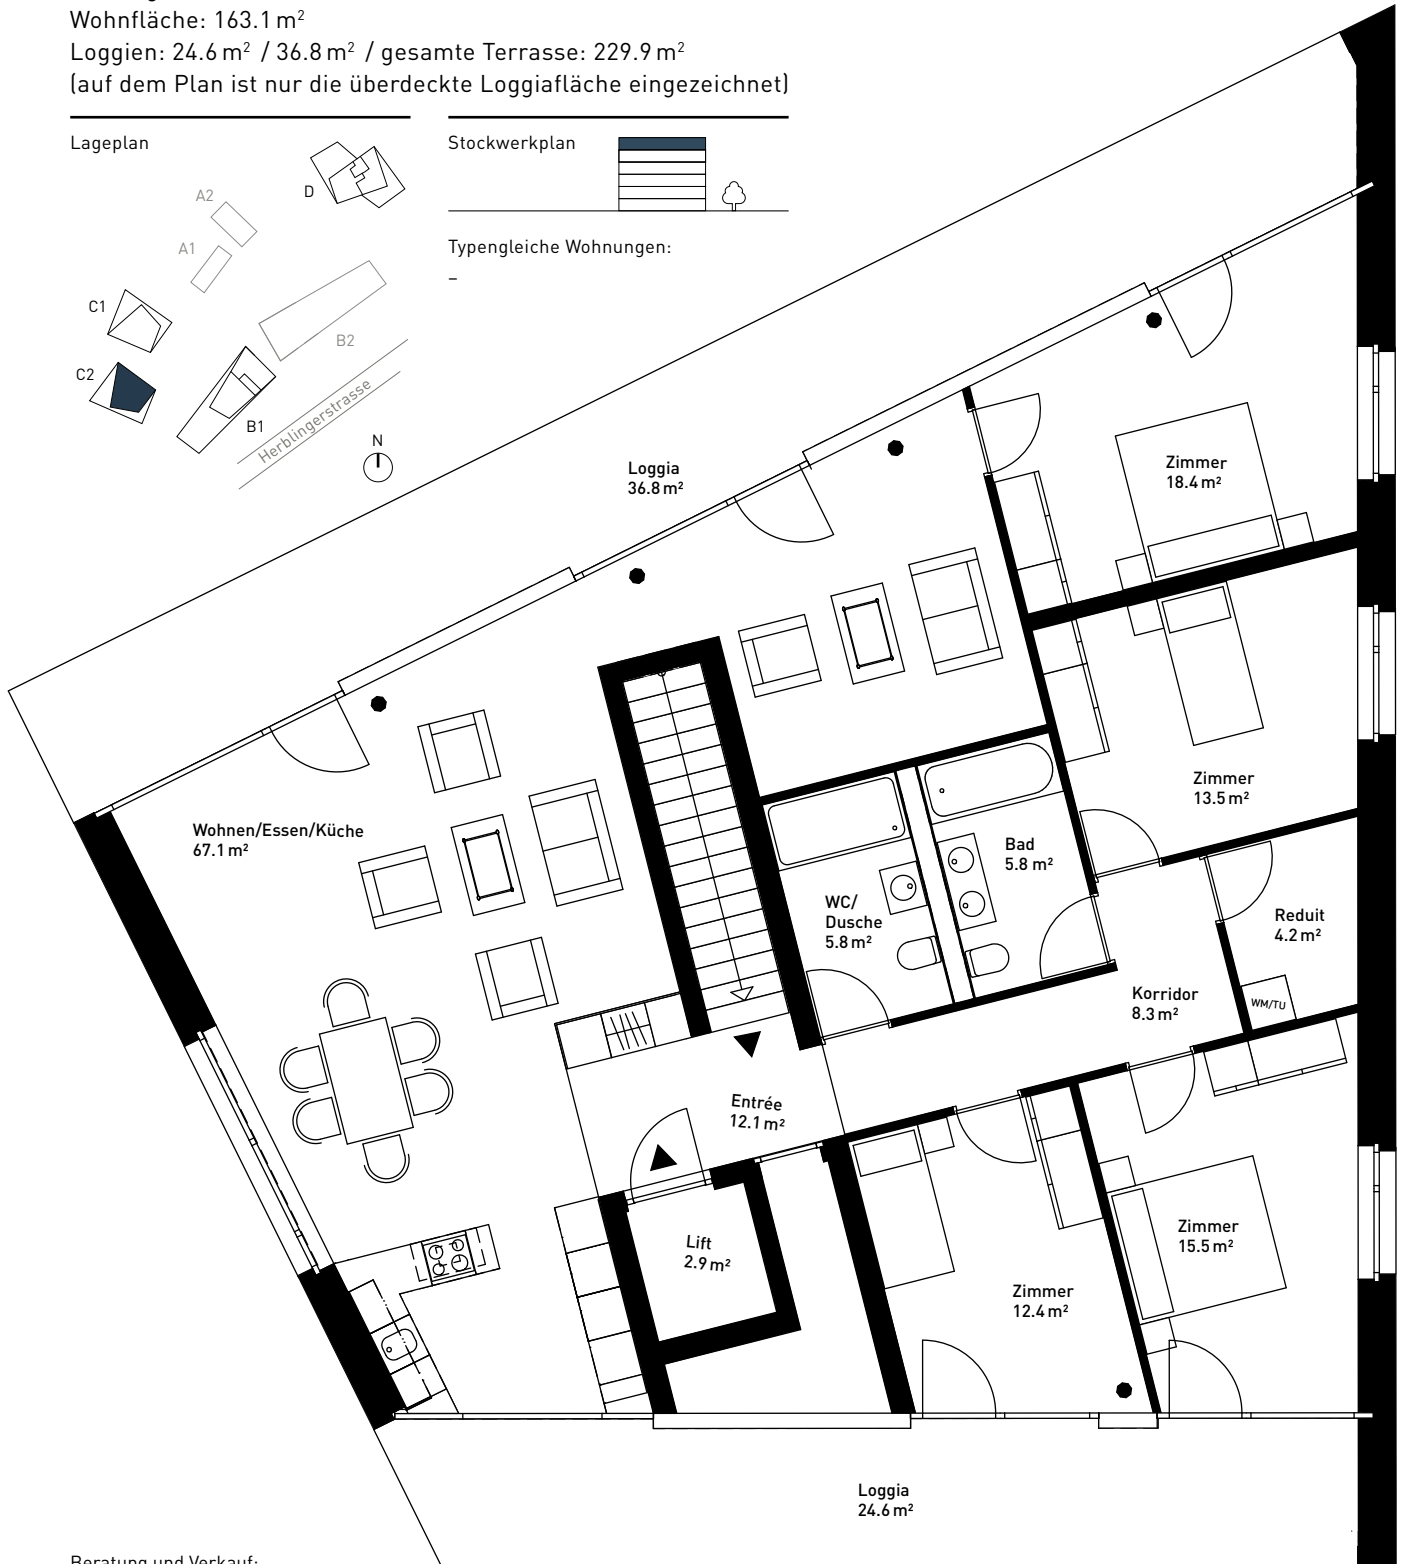 Wohnfläche: 163.1 m²
Loggien: 24.6 m² / 36.8 m² / gesamte Terrasse: 229.9 m²
(auf dem Plan ist nur die überdeckte Loggiafläche eingezeichnet)
Lageplan
Stockwerkplan
D
A2
A1
C1
C2
B2
B1
Herblingerstrasse
N
Typengleiche Wohnungen:
–
Loggia
36.8 m²
Zimmer
18.4 m²
Zimmer
13.5 m²
Wohnen/Essen/Küche
67.1 m²
Bad
5.8 m²
WC/
Dusche
5.8 m²
Reduit
4.2 m²
WM/TU
Korridor
8.3 m²
Entrée
12.1 m²
Lift
2.9 m²
Zimmer
15.5 m²
Zimmer
12.4 m²
Loggia
24.6 m²
Beratung und Verkauf: